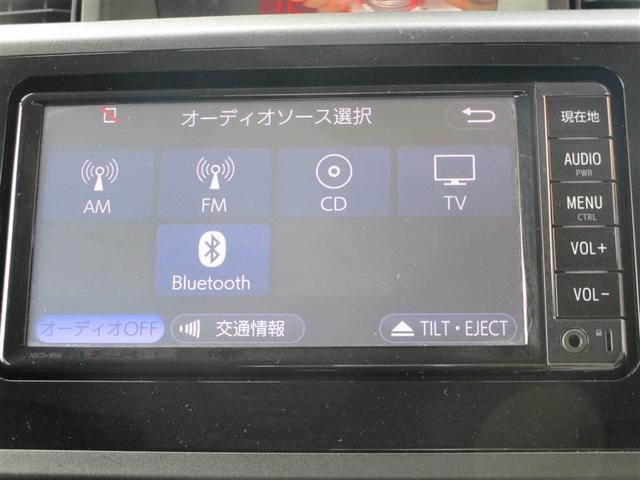 オーディオソース選択
AM
FM
CD
TV
Bluetooth
オーディオOFF
交通情報
TILT・EJECT
現在地
AUDIO
PWR
MENU
CTRL
VOL+
VOL-
NSCD-W66